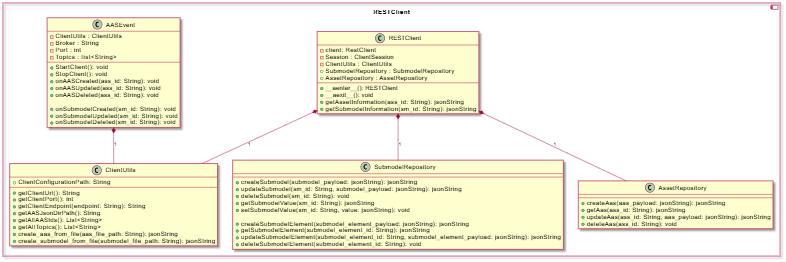 RESTClient
AASEvent
ClientUtils : ClientUtils
Broker : String
Port : int
Topics : list<String>
StartClient(): void
StopClient(): void
onAASCreated(aas_id: String): void
onAASUpdated(aas_id: String): void
onAASDeleted(aas_id: String): void
onSubmodelCreated(sm_id: String): void
onSubmodelUpdated(sm_id: String): void
onSubmodelDeleted(sm_id: String): void
RESTClient
client: RestClient
Session : ClientSession
ClientUtils : ClientUtils
SubmodelRepository : SubmodelRepository
AssetRepository : AssetRepository
__aenter__(): RESTClient
__aexit__(): void
getAssetInformation(aas_id: String): jsonString
getSubmodelInformation(sm_id: String): jsonString
1
1
1
1
ClientUtils
ClientConfigurationPath: String
getClientUrl(): String
getClientPort(): int
getClientEndpoint(endpoint: String): String
getAASJsonDirPath(): String
getAllAASIds(): List<String>
getAllTopics(): List<String>
create_aas_from_file(aas_file_path: String): jsonString
create_submodel_from_file(submodel_file_path: String): jsonString
SubmodelRepository
createSubmodel(submodel_payload: jsonString): jsonString
updateSubmodel(sm_id: String, submodel_payload: jsonString): jsonString
deleteSubmodel(sm_id: String): void
getSubmodelValue(sm_id: String): jsonString
setSubmodelValue(sm_id: String, value: jsonString): void
createSubmodelElement(submodel_element_payload: jsonString): jsonString
getSubmodelElement(submodel_element_id: String): jsonString
updateSubmodelElement(submodel_element_id: String, submodel_element_payload: jsonString): jsonString
deleteSubmodelElement(submodel_element_id: String): void
AssetRepository
createAas(aas_payload: jsonString): jsonString
getAas(aas_id: String): jsonString
updateAas(aas_id: String, aas_payload: jsonString): jsonString
deleteAas(aas_id: String): void